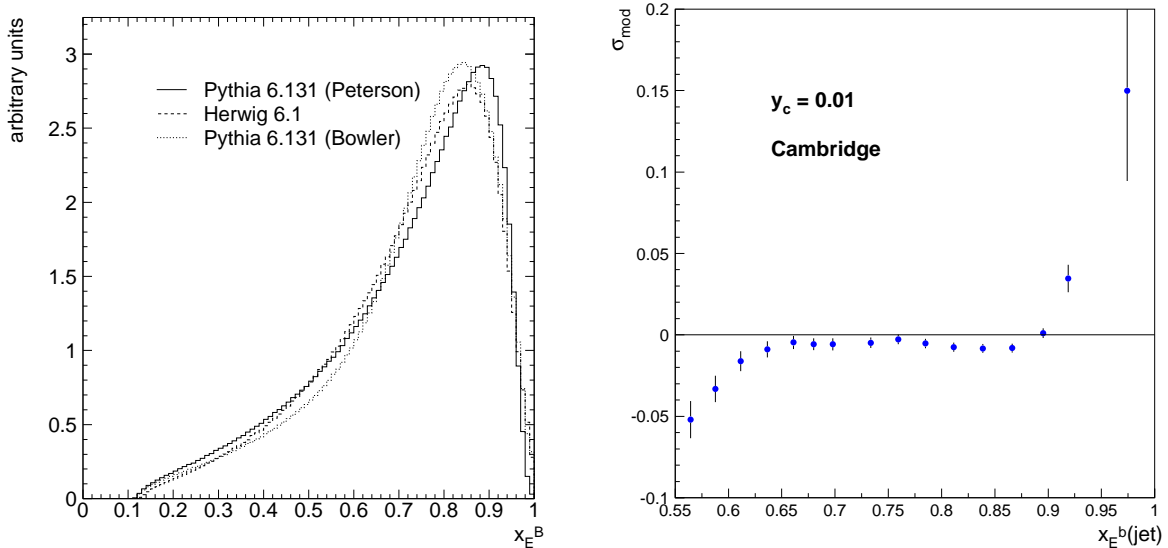 arbitrary units
3
2.5
2
1.5
1
0.5
0
0 0.1 0.2 0.3 0.4 0.5 0.6 0.7 0.8 0.9 1
x_E^B
Pythia 6.131 (Peterson)
Herwig 6.1
Pythia 6.131 (Bowler)
σ_mod
0.2
0.15
0.1
0.05
0
-0.05
-0.1
0.55 0.6 0.65 0.7 0.75 0.8 0.85 0.9 0.95 1
x_E^b(jet)
y_c = 0.01
Cambridge